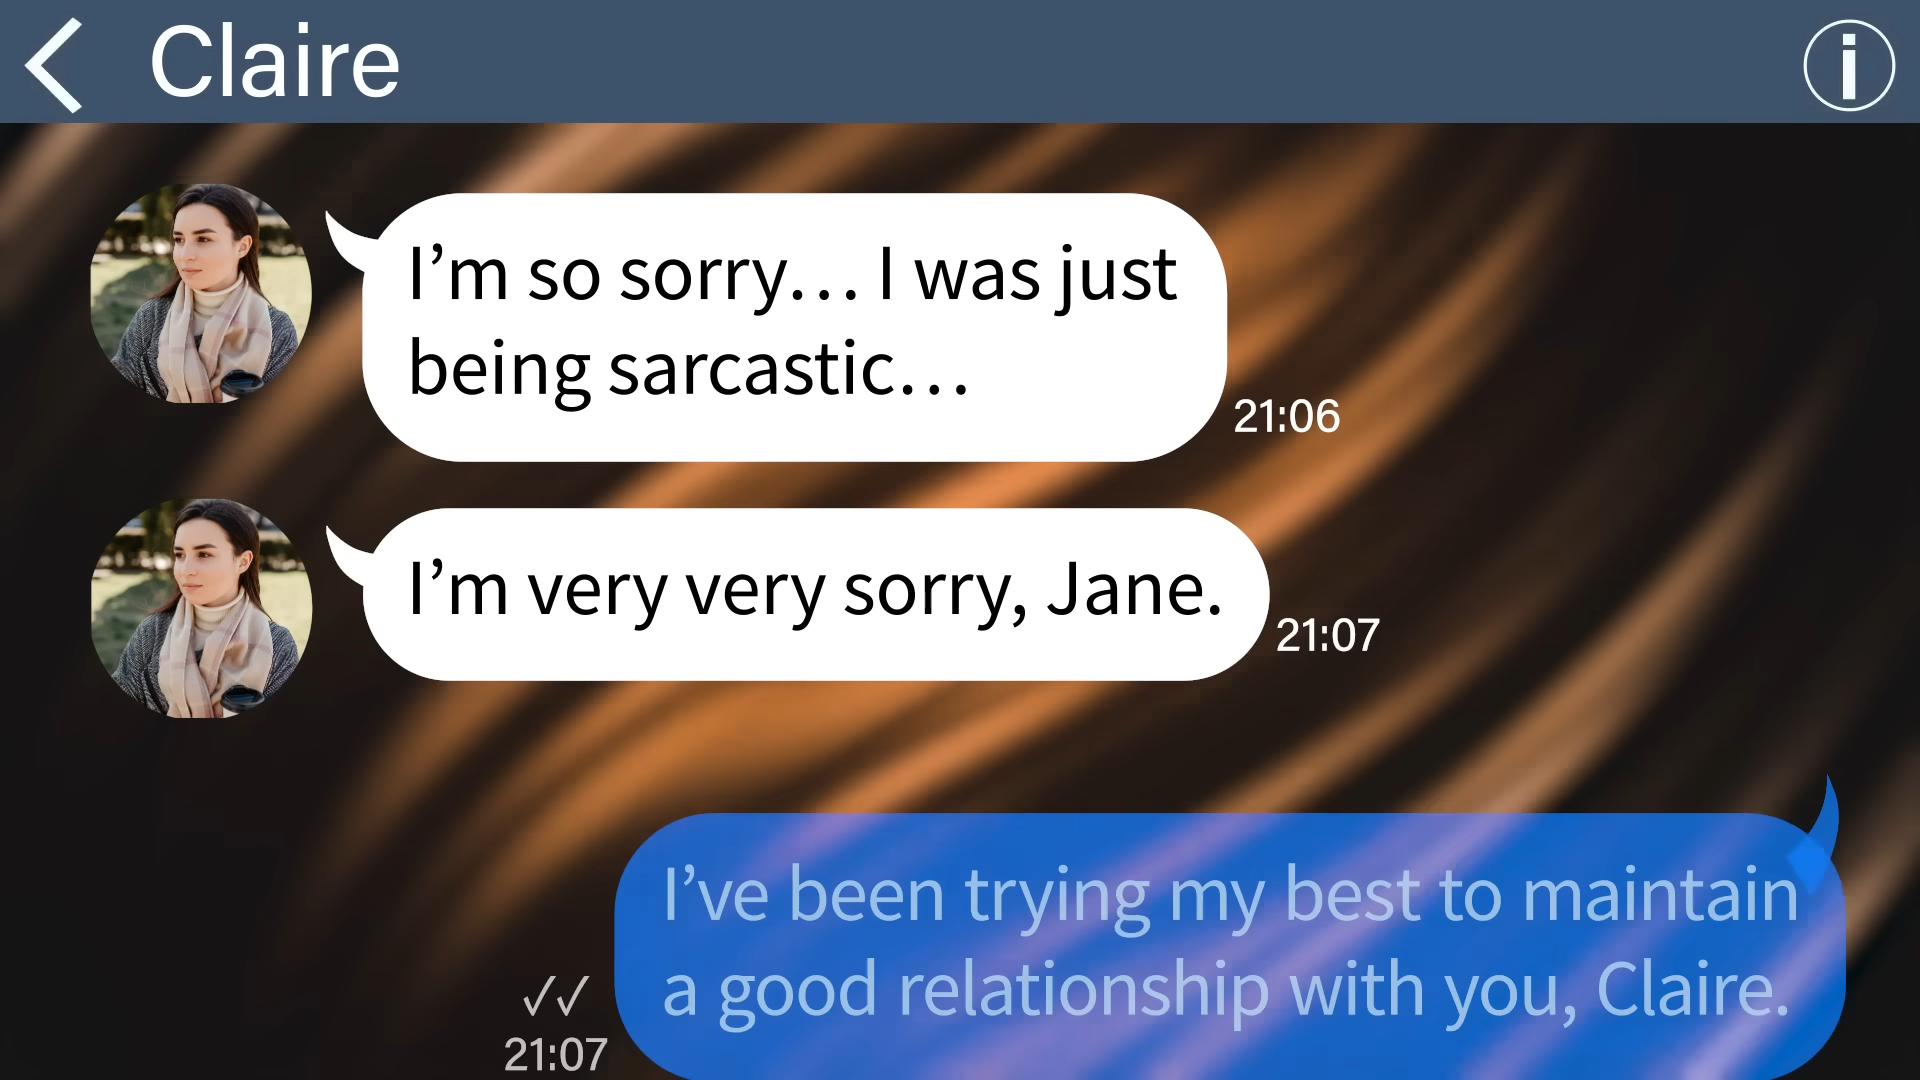 Claire
I’m so sorry… I was just
being sarcastic…
21:06
I’m very very sorry, Jane.
21:07
I’ve been trying my best to maintain
a good relationship with you, Claire.
21:07